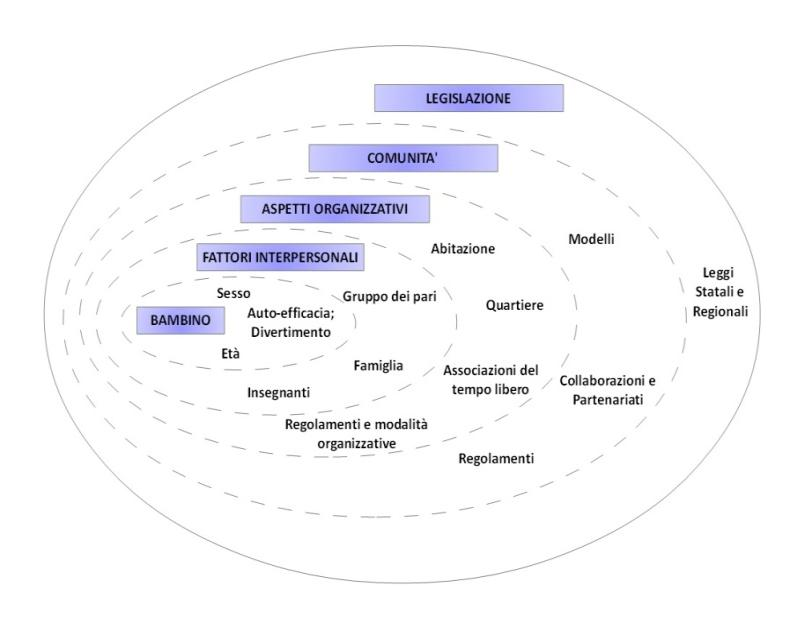 LEGISLAZIONE
COMUNITA'
ASPETTI ORGANIZZATIVI
Modelli
Abitazione
FATTORI INTERPERSONALI
Leggi
Statali e
Regionali
Sesso
Gruppo dei pari
Quartiere
BAMBINO
Auto-efficacia;
Divertimento
Età
Famiglia
Associazioni del
tempo libero
Collaborazioni e
Partenariati
Insegnanti
Regolamenti e modalità
organizzative
Regolamenti